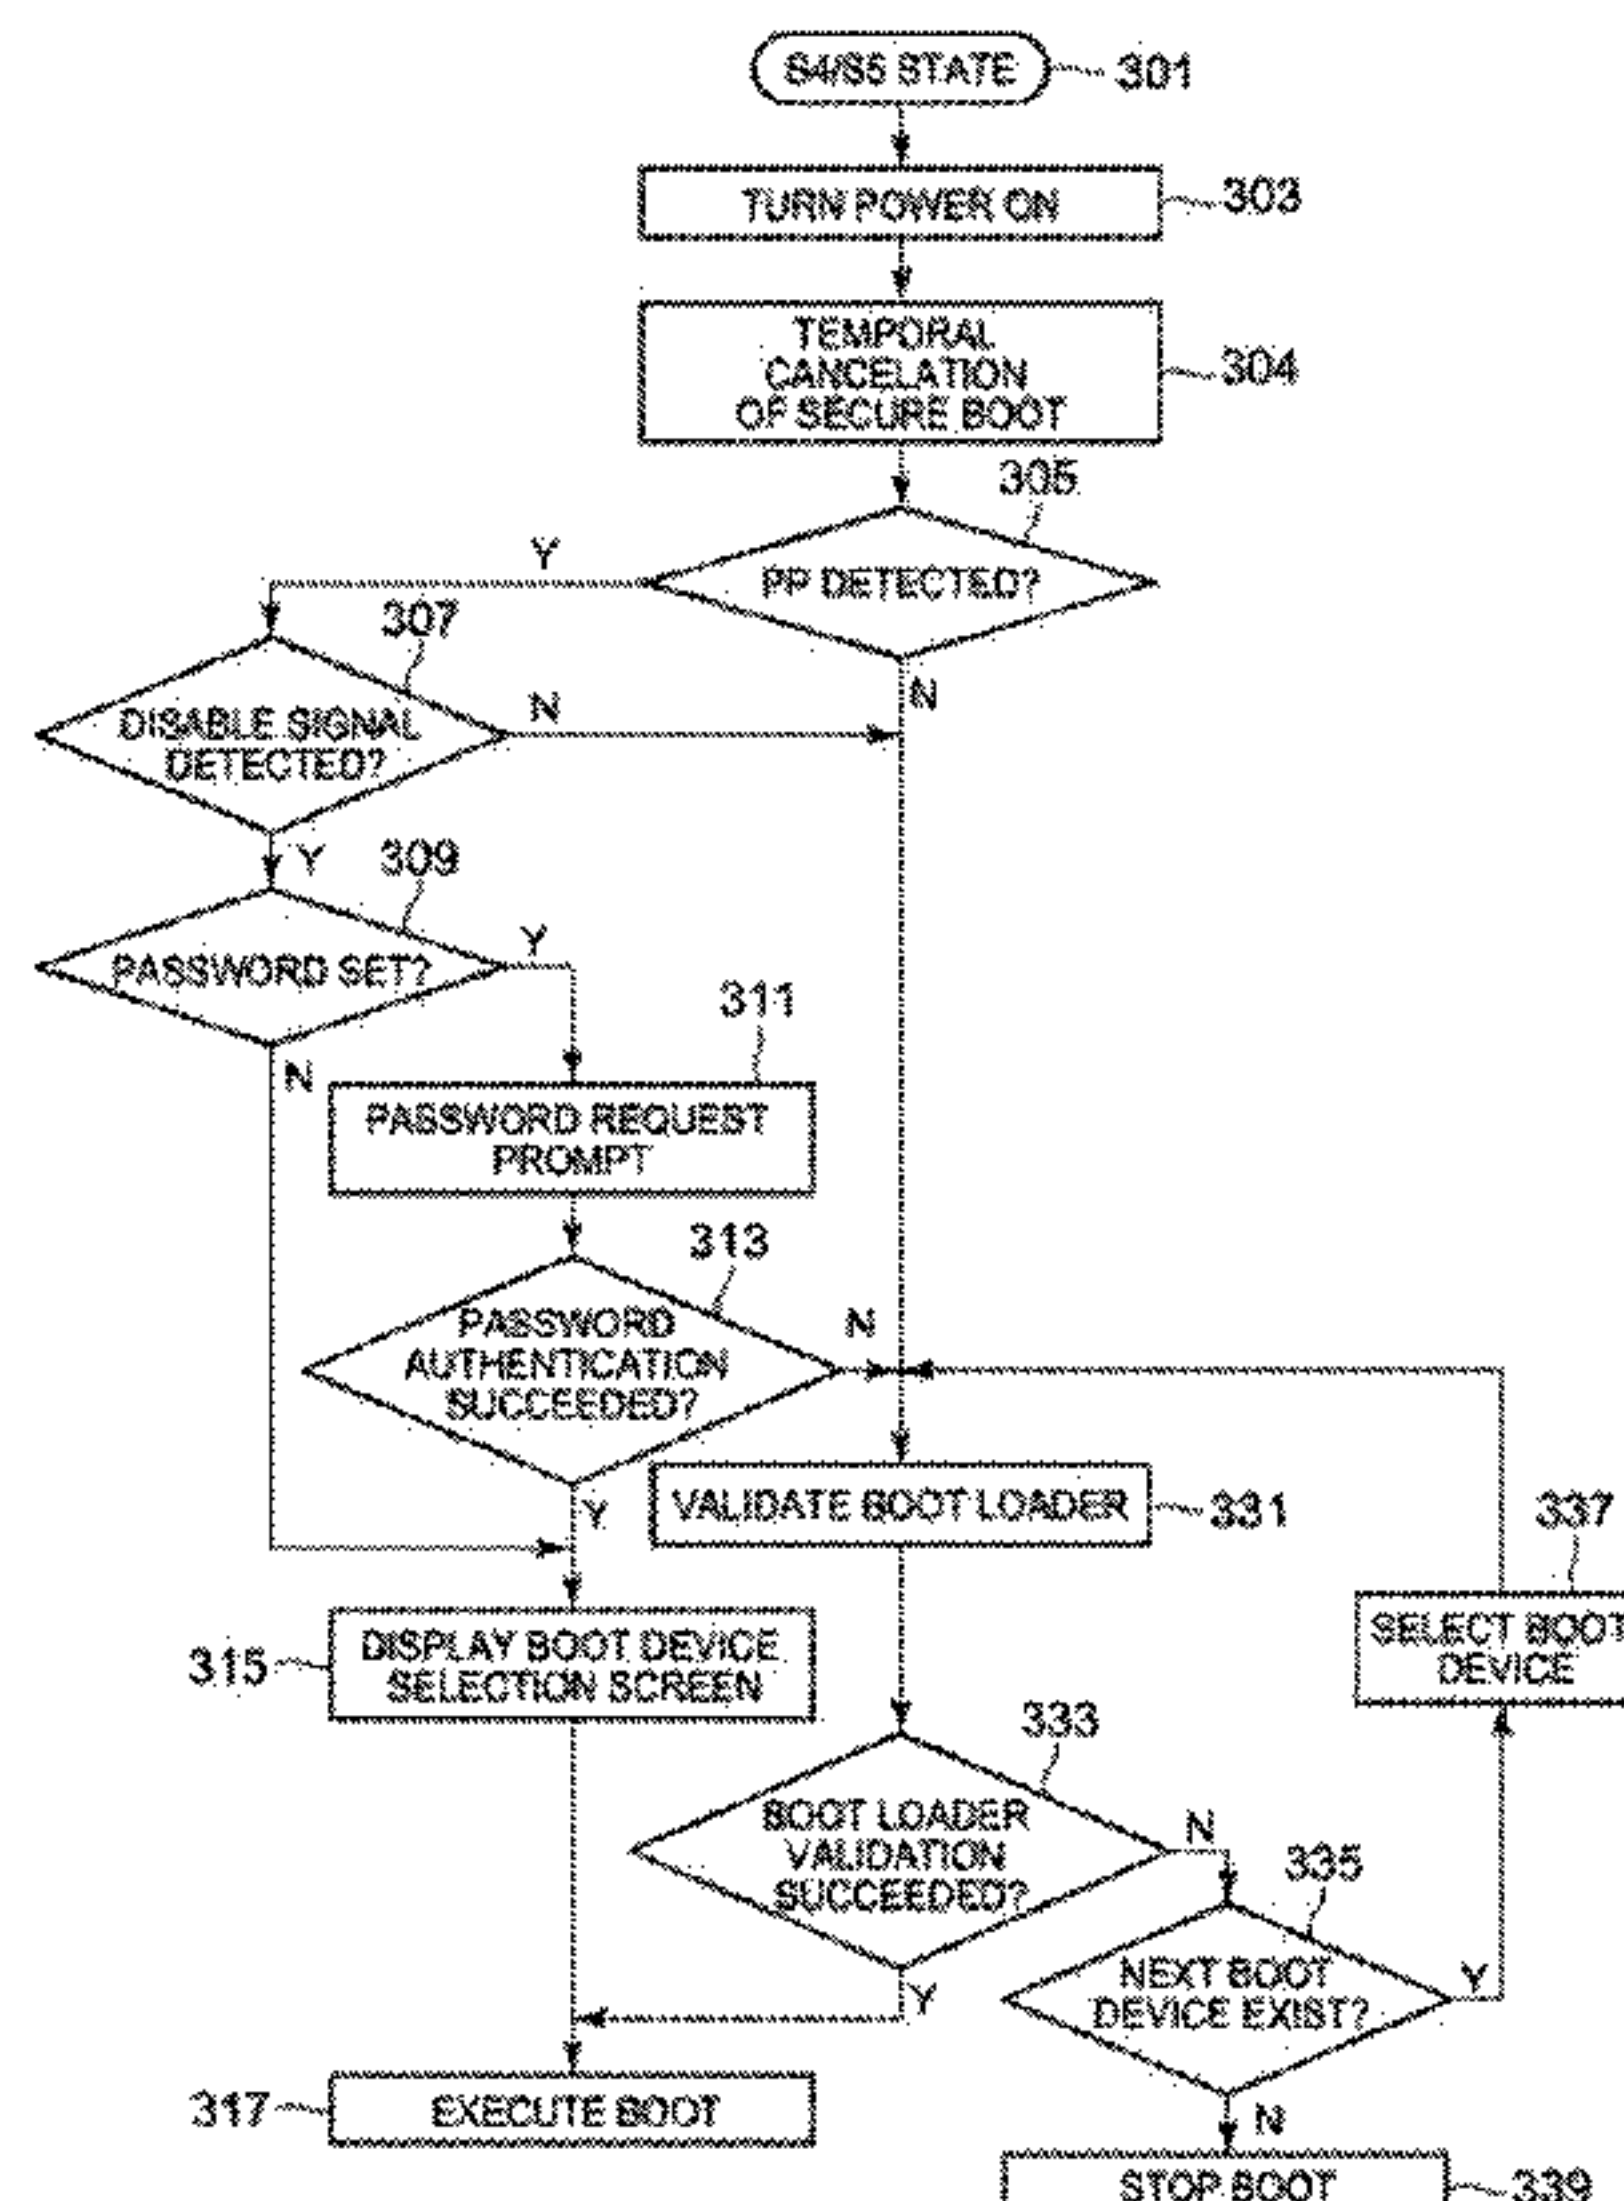 S4/S5 STATE
301
TURN POWER ON
303
TEMPORAL
CANCELATION
OF SECURE BOOT
304
305
PP DETECTED?
Y
N
307
DISABLE SIGNAL
DETECTED?
N
Y
309
PASSWORD SET?
Y
N
311
PASSWORD REQUEST
PROMPT
313
PASSWORD
AUTHENTICATION
SUCCEEDED?
N
Y
VALIDATE BOOT LOADER
331
337
SELECT BOOT
DEVICE
315
DISPLAY BOOT DEVICE
SELECTION SCREEN
333
BOOT LOADER
VALIDATION
SUCCEEDED?
N
Y
335
NEXT BOOT
DEVICE EXIST?
Y
N
317
EXECUTE BOOT
STOP BOOT
339